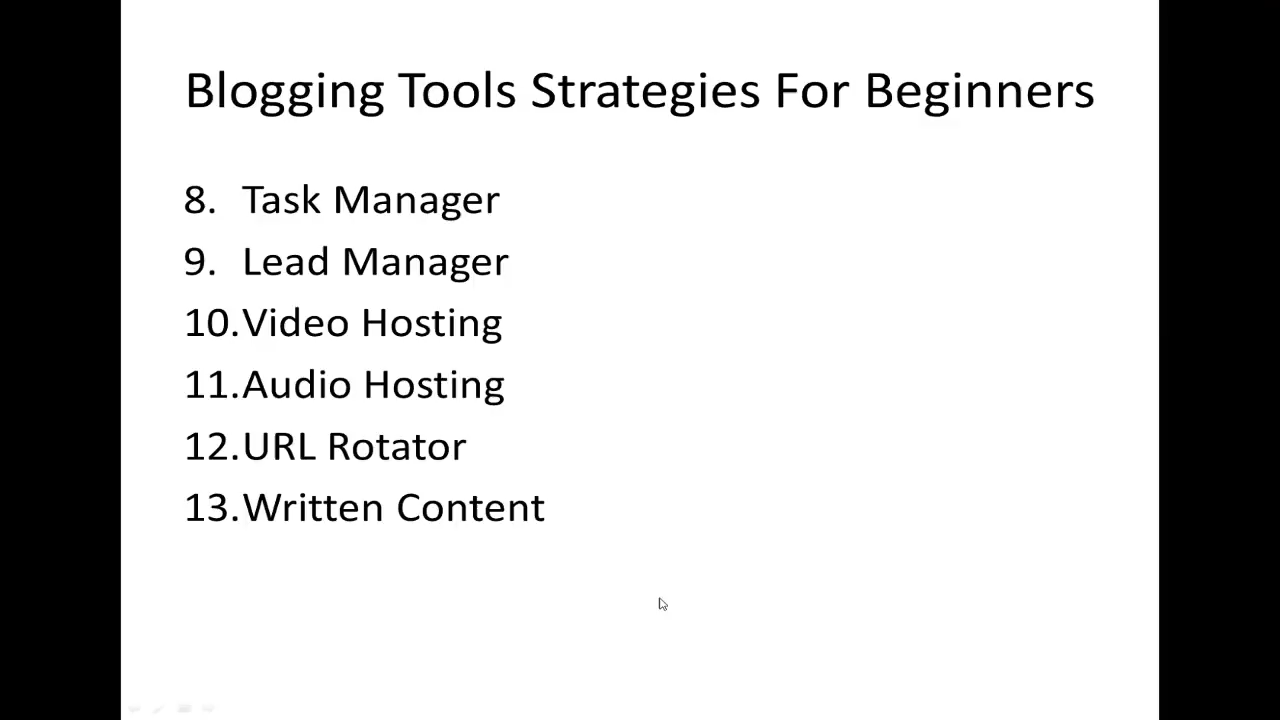 Blogging Tools Strategies For Beginners
8. Task Manager
9. Lead Manager
10. Video Hosting
11. Audio Hosting
12. URL Rotator
13. Written Content